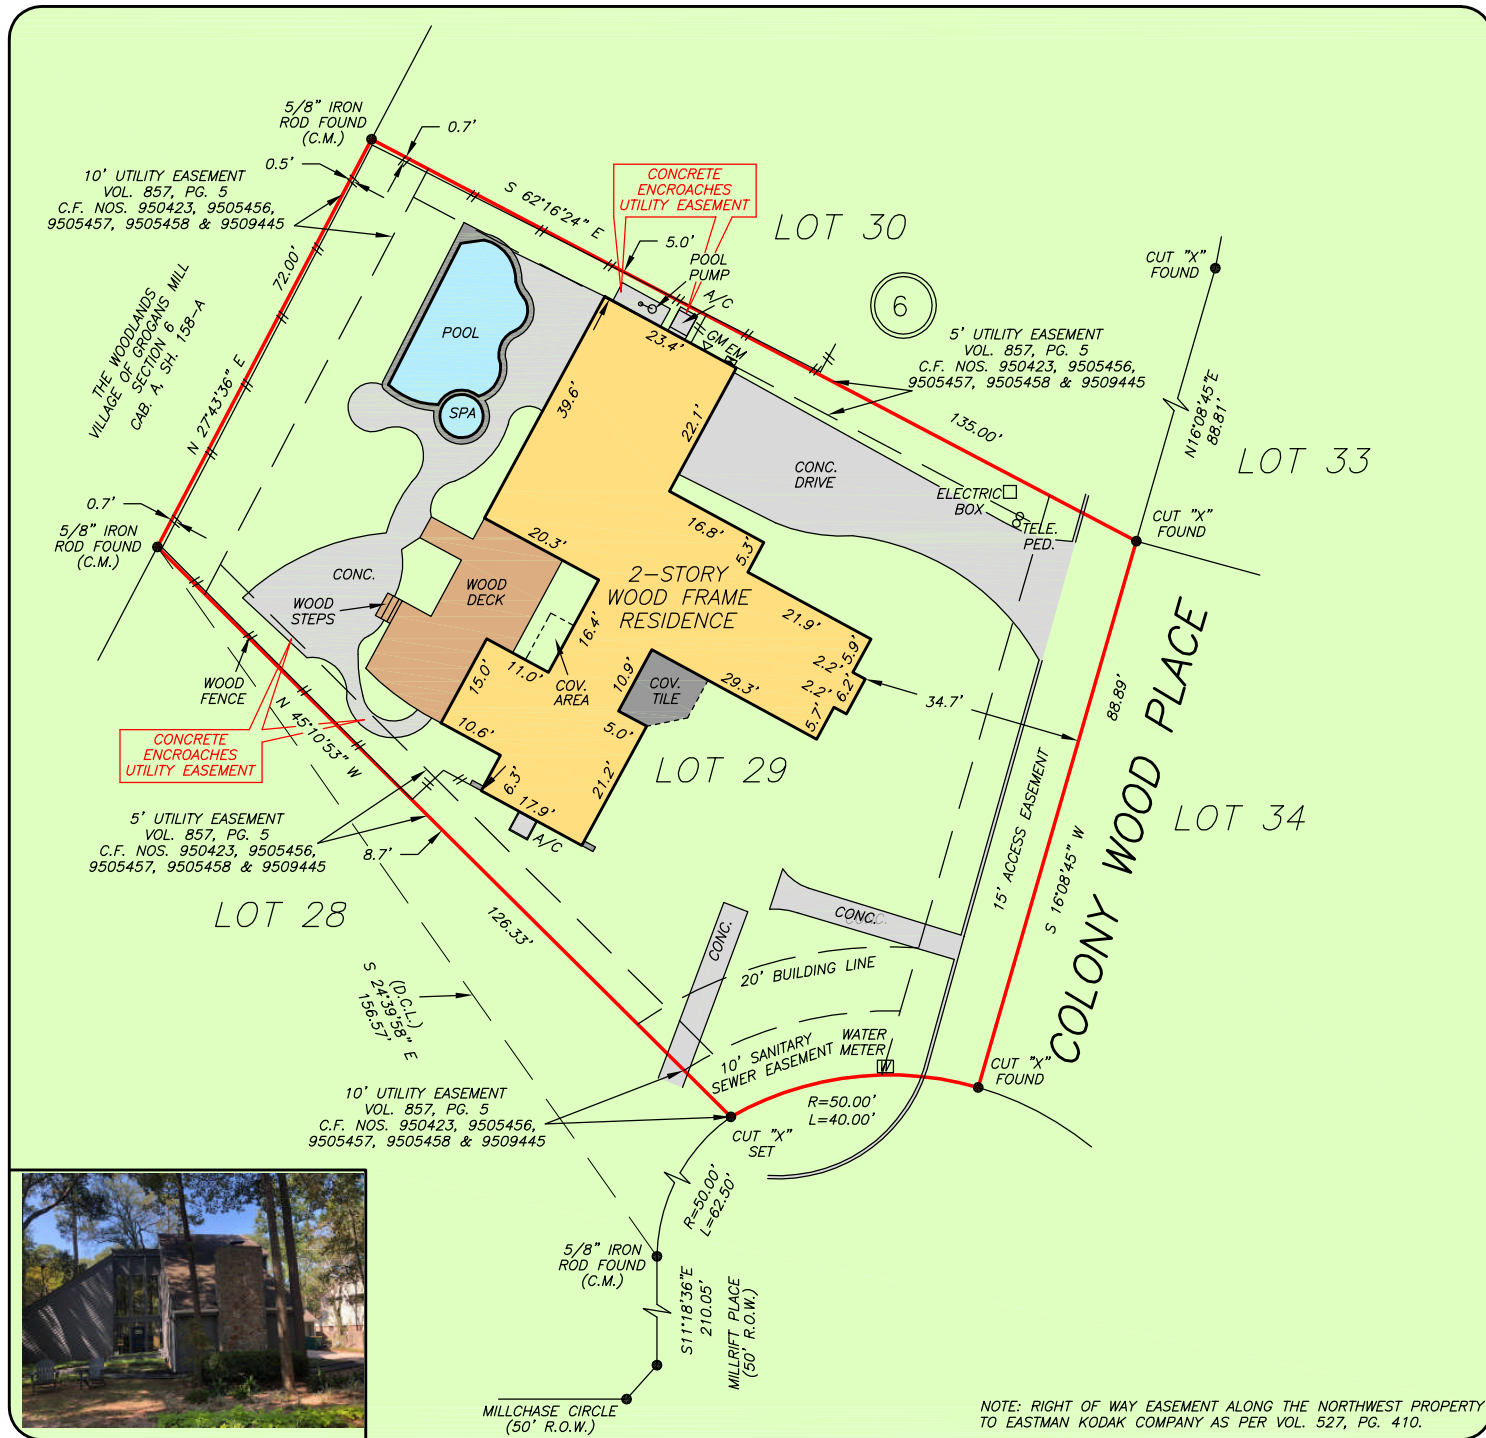 5/8" IRON
ROD FOUND
(C.M.)
0.7'
0.5'
10' UTILITY EASEMENT
VOL. 857, PG. 5
C.F. NOS. 950423, 9505456,
9505457, 9505458 & 9509445
S 62°16'24" E
CONCRETE
ENCROACHES
UTILITY EASEMENT
LOT 30
5.0'
POOL
PUMP
A/C
GM EM
6
CUT "X"
FOUND
5' UTILITY EASEMENT
VOL. 857, PG. 5
C.F. NOS. 950423, 9505456,
9505457, 9505458 & 9509445
N16°08'45"E
88.81'
LOT 33
72.00'
N 27°43'36" E
THE WOODLANDS
VILLAGE OF GROGANS MILL
SECTION 6
CAB. A, SH. 158-A
POOL
SPA
23.4'
39.6'
22.1'
135.00'
CONC.
DRIVE
ELECTRIC
BOX
TELE.
PED.
CUT "X"
FOUND
0.7'
5/8" IRON
ROD FOUND
(C.M.)
16.8'
5.3'
20.3'
2-STORY
WOOD FRAME
RESIDENCE
CONC.
WOOD
DECK
WOOD
STEPS
16.4'
21.9'
5.9'
2.2'
6.2'
2.2'
5.7'
29.3'
10.9'
COV.
TILE
5.0'
COV.
AREA
11.0'
15.0'
10.6'
6.3'
17.9'
21.2'
A/C
34.7'
88.89'
WOOD
FENCE
N 45°10'53" W
CONCRETE
ENCROACHES
UTILITY EASEMENT
LOT 29
COLONY WOOD PLACE
LOT 34
15' ACCESS EASEMENT
S 16°08'45" W
5' UTILITY EASEMENT
VOL. 857, PG. 5
C.F. NOS. 950423, 9505456,
9505457, 9505458 & 9509445
8.7'
LOT 28
126.33'
CONC.
CONC.
20' BUILDING LINE
(D.C.L.)
S 24°39'58" E
156.57'
10' SANITARY
SEWER EASEMENT
WATER
METER
W
CUT "X"
FOUND
10' UTILITY EASEMENT
VOL. 857, PG. 5
C.F. NOS. 950423, 9505456,
9505457, 9505458 & 9509445
R=50.00'
L=40.00'
CUT "X"
SET
R=50.00'
L=62.50'
5/8" IRON
ROD FOUND
(C.M.)
S11°18'36"E
210.05'
MILLRIFT PLACE
(50' R.O.W.)
MILLCHASE CIRCLE
(50' R.O.W.)
NOTE: RIGHT OF WAY EASEMENT ALONG THE NORTHWEST PROPERTY
TO EASTMAN KODAK COMPANY AS PER VOL. 527, PG. 410.